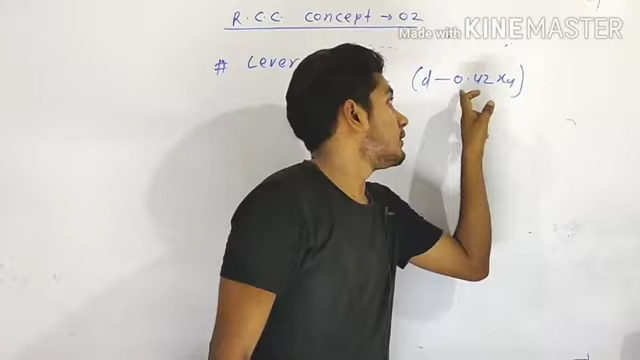 R.C.C. concept → 02
Made with KINEMASTER
# Lever
(d - 0.42 xu)